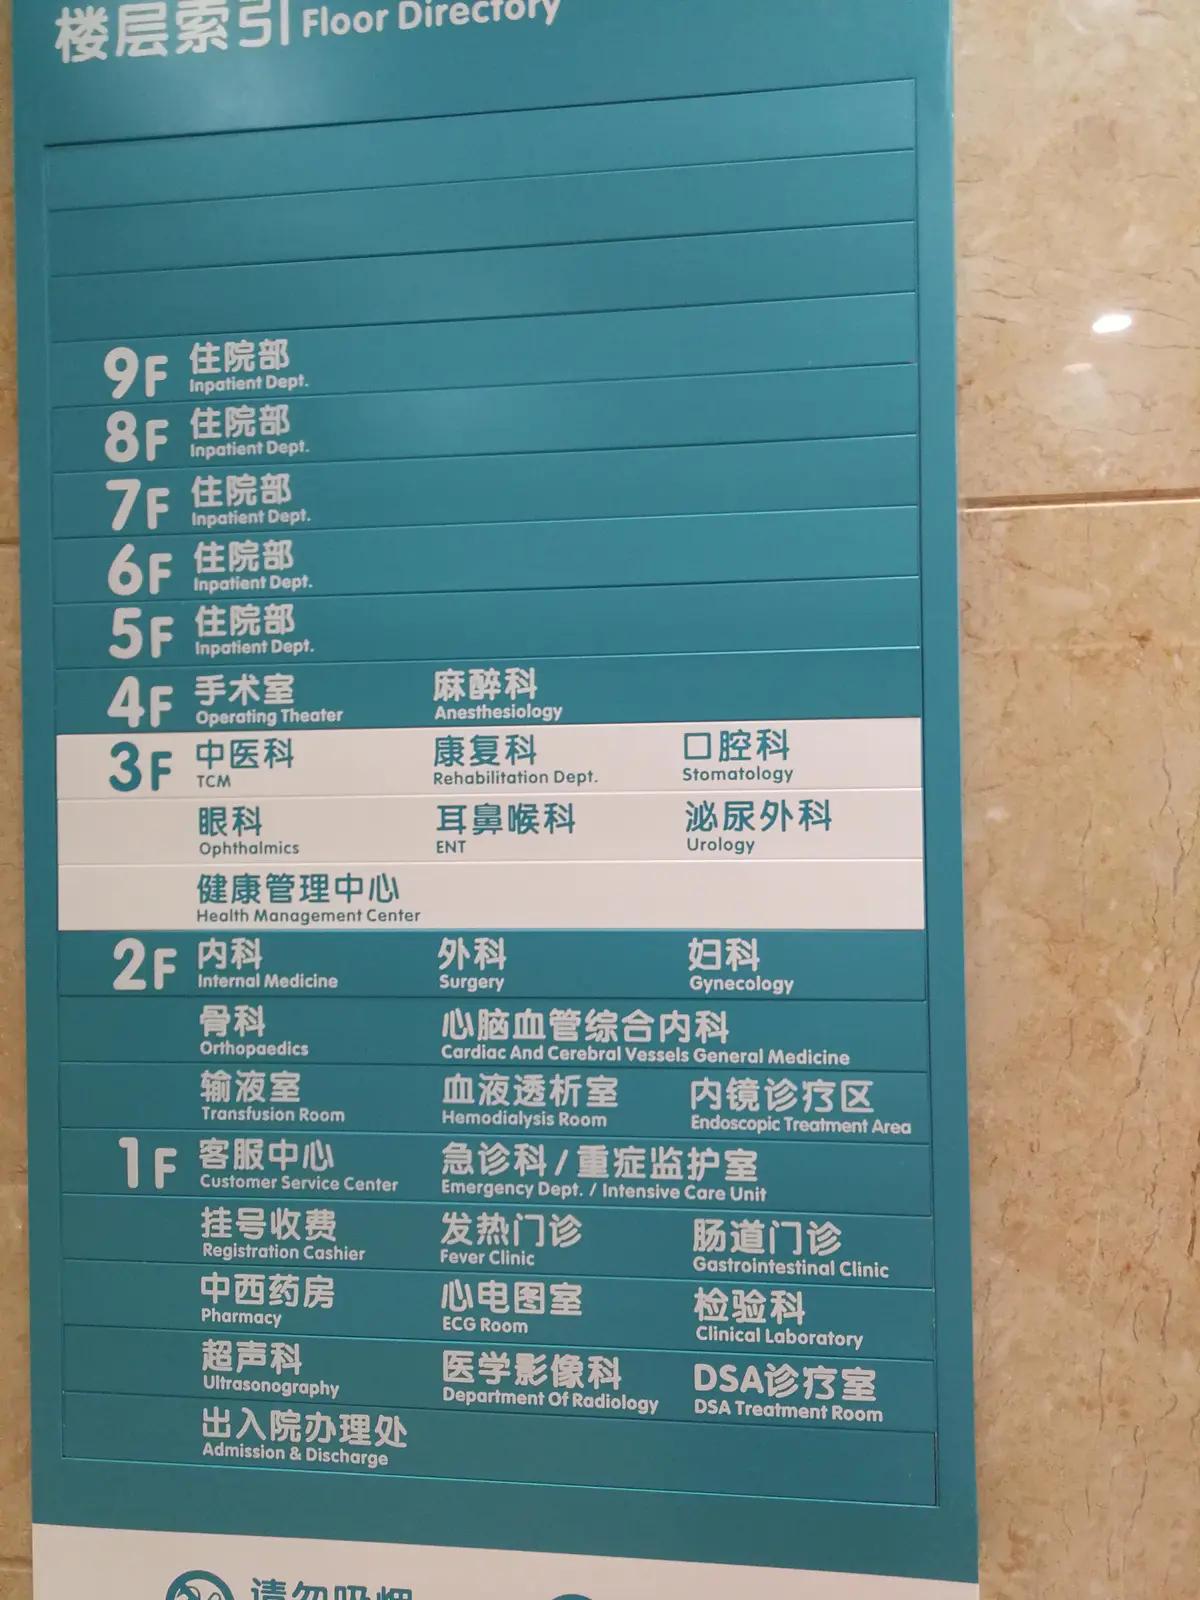 楼层索引 Floor Directory
9F 住院部
Inpatient Dept.
8F 住院部
Inpatient Dept.
7F 住院部
Inpatient Dept.
6F 住院部
Inpatient Dept.
5F 住院部
Inpatient Dept.
4F 手术室 麻醉科
Operating Theater Anesthesiology
3F 中医科 康复科 口腔科
TCM Rehabilitation Dept. Stomatology
眼科 耳鼻喉科 泌尿外科
Ophthalmics ENT Urology
健康管理中心
Health Management Center
2F 内科 外科 妇科
Internal Medicine Surgery Gynecology
骨科 心脑血管综合内科
Orthopaedics Cardiac And Cerebral Vessels General Medicine
输液室 血液透析室 内镜诊疗区
Transfusion Room Hemodialysis Room Endoscopic Treatment Area
1F 客服中心 急诊科/重症监护室
Customer Service Center Emergency Dept. / Intensive Care Unit
挂号收费 发热门诊 肠道门诊
Registration Cashier Fever Clinic Gastrointestinal Clinic
中西药房 心电图室 检验科
Pharmacy ECG Room Clinical Laboratory
超声科 医学影像科 DSA诊疗室
Ultrasonography Department Of Radiology DSA Treatment Room
出入院办理处
Admission & Discharge
请勿吸烟